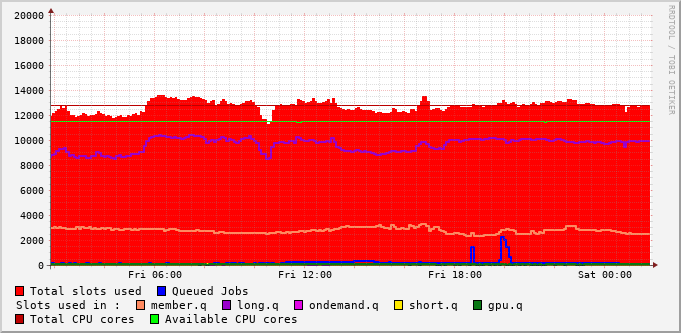 20000
18000
16000
14000
12000
10000
8000
6000
4000
2000
0
Fri 06:00 Fri 12:00 Fri 18:00 Sat 00:00
Total slots used Queued Jobs
Slots used in : member.q long.q ondemand.q short.q gpu.q
Total CPU cores Available CPU cores
RRDTOOL / TOBI OETIKER